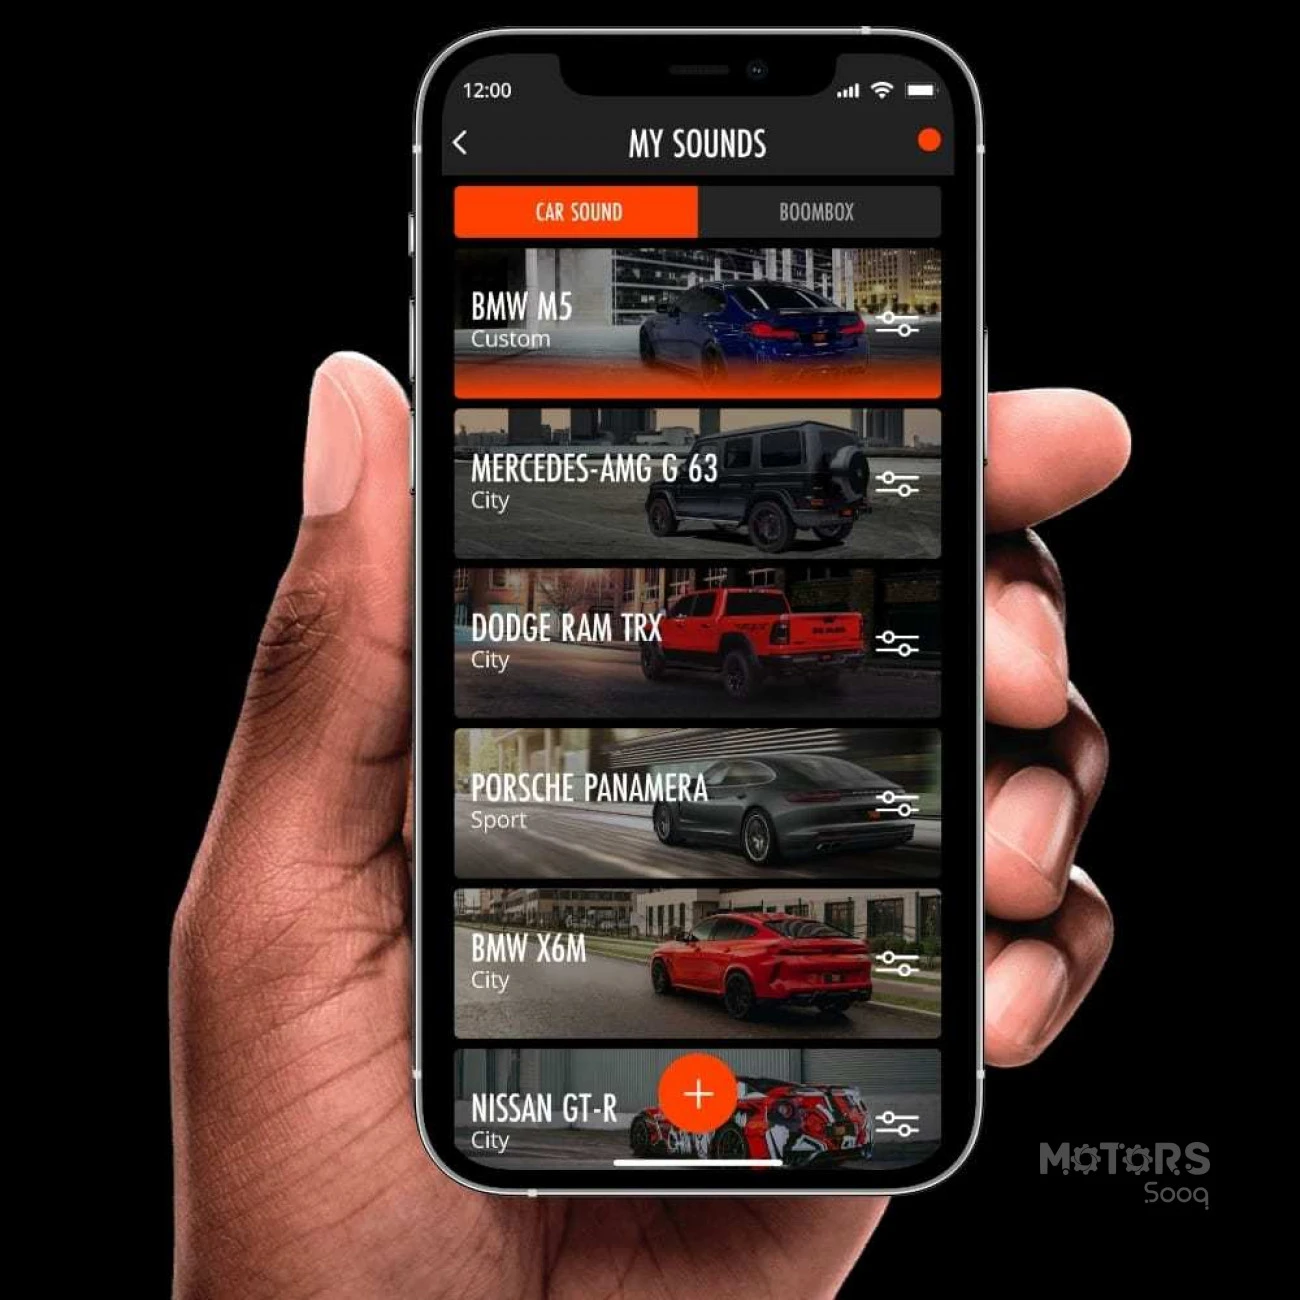 12:00
MY SOUNDS
CAR SOUND
BOOMBOX
BMW M5
Custom
MERCEDES-AMG G 63
City
DODGE RAM TRX
City
PORSCHE PANAMERA
Sport
BMW X6M
City
NISSAN GT-R
City
MOTORS
Sooq